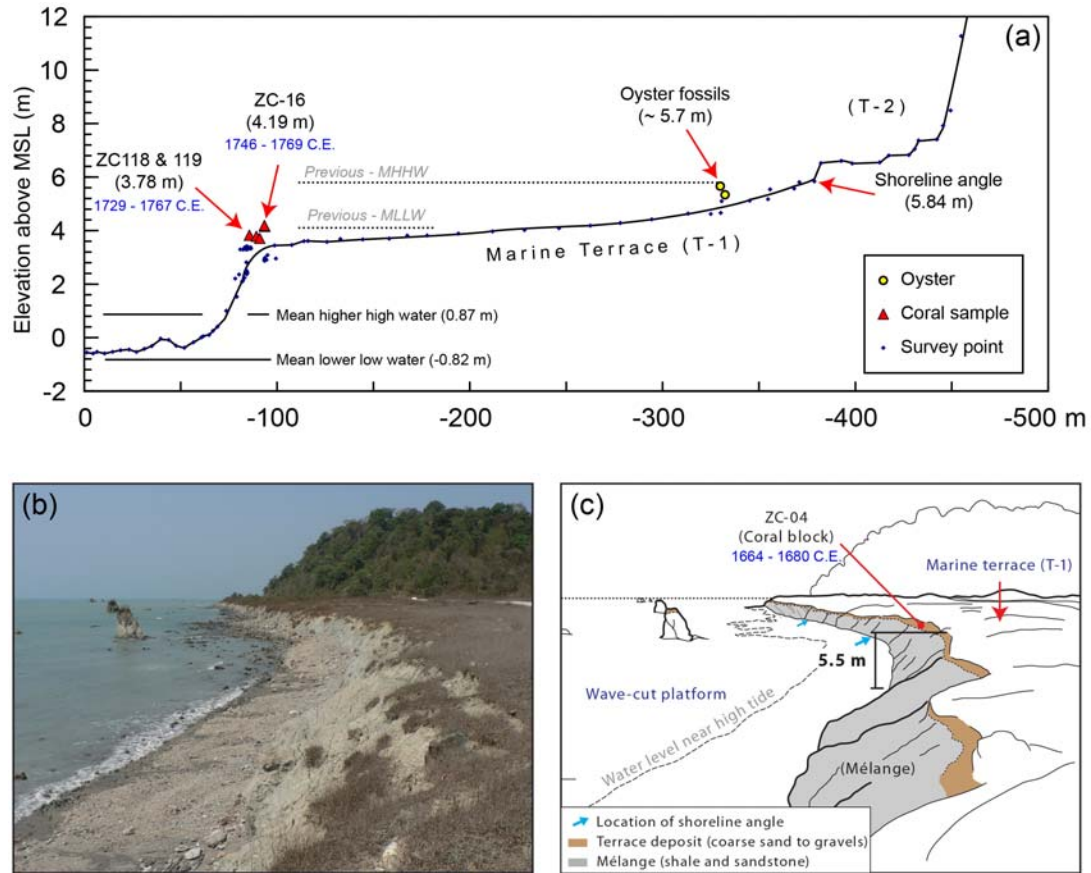 (a)
Elevation above MSL (m)
12
10
8
6
4
2
0
-2
0
-100
-200
-300
-400
-500 m
ZC-16
(4.19 m)
1746 - 1769 C.E.
ZC118 & 119
(3.78 m)
1729 - 1767 C.E.
Previous - MHHW
Previous - MLLW
Oyster fossils
(~ 5.7 m)
(T-2)
Shoreline angle
(5.84 m)
Marine Terrace (T-1)
Mean higher high water (0.87 m)
Mean lower low water (-0.82 m)
Oyster
Coral sample
Survey point
(b)
(c)
ZC-04
(Coral block)
1664 - 1680 C.E.
Marine terrace (T-1)
5.5 m
Wave-cut platform
Water level near high tide
(Mélange)
Location of shoreline angle
Terrace deposit (coarse sand to gravels)
Mélange (shale and sandstone)